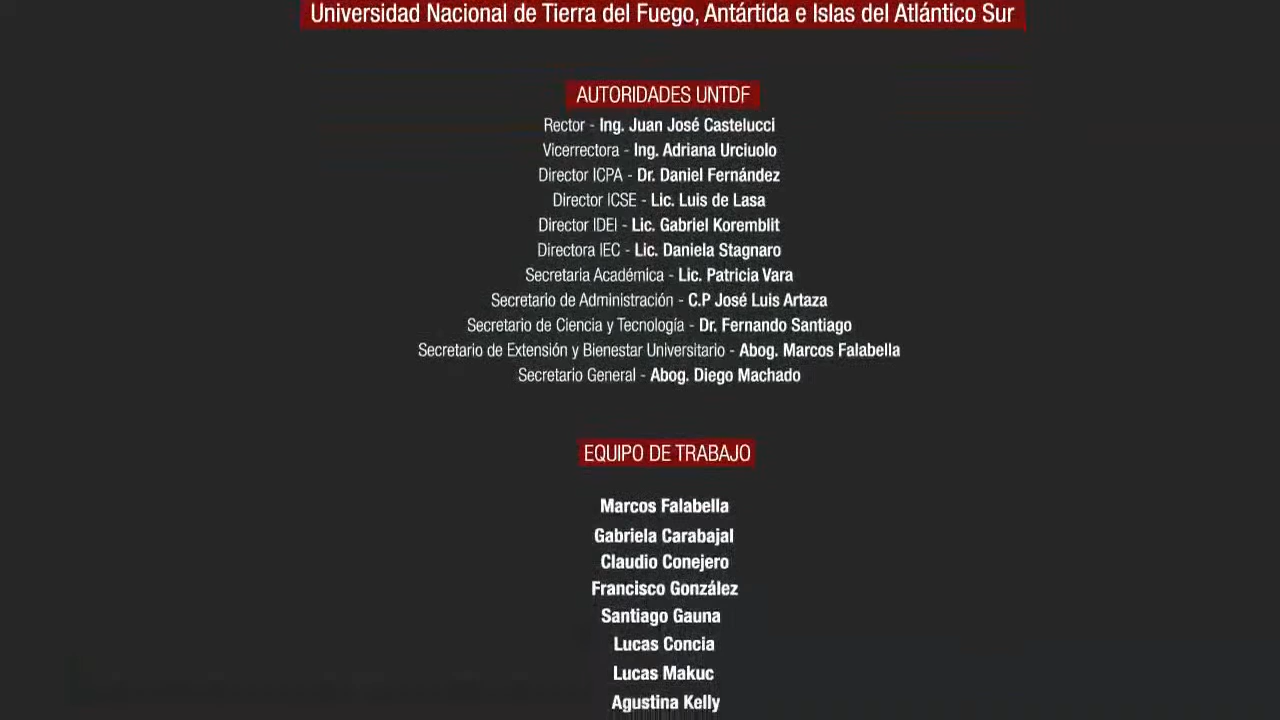 Universidad Nacional de Tierra del Fuego, Antártida e Islas del Atlántico Sur
AUTORIDADES UNTDF
Rector - Ing. Juan José Castelucci
Vicerrectora - Ing. Adriana Urciuolo
Director ICPA - Dr. Daniel Fernández
Director ICSE - Lic. Luis de Lasa
Director IDEI - Lic. Gabriel Koremblit
Directora IEC - Lic. Daniela Stagnaro
Secretaria Académica - Lic. Patricia Vara
Secretario de Administración - C.P José Luis Artaza
Secretario de Ciencia y Tecnología - Dr. Fernando Santiago
Secretario de Extensión y Bienestar Universitario - Abog. Marcos Falabella
Secretario General - Abog. Diego Machado
EQUIPO DE TRABAJO
Marcos Falabella
Gabriela Carabajal
Claudio Conejero
Francisco González
Santiago Gauna
Lucas Concia
Lucas Makuc
Agustina Kelly